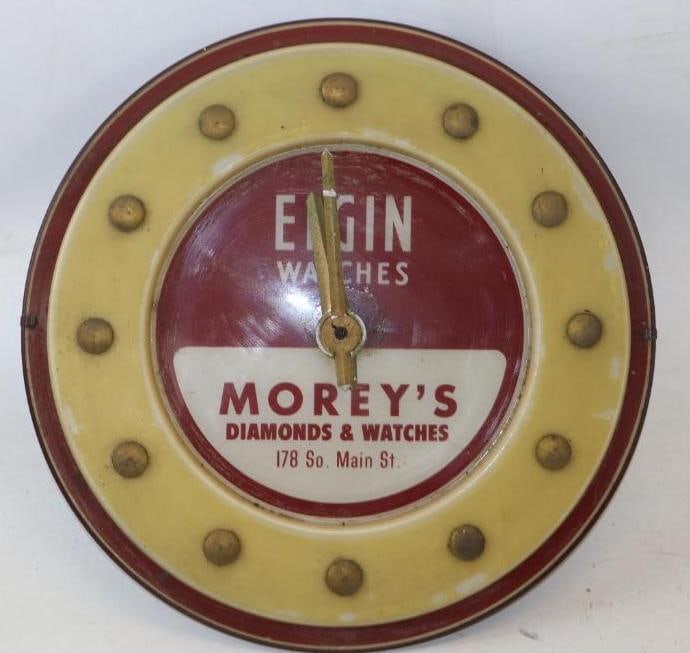 ELGIN
WATCHES
MOREY'S
DIAMONDS & WATCHES
178 So. Main St.